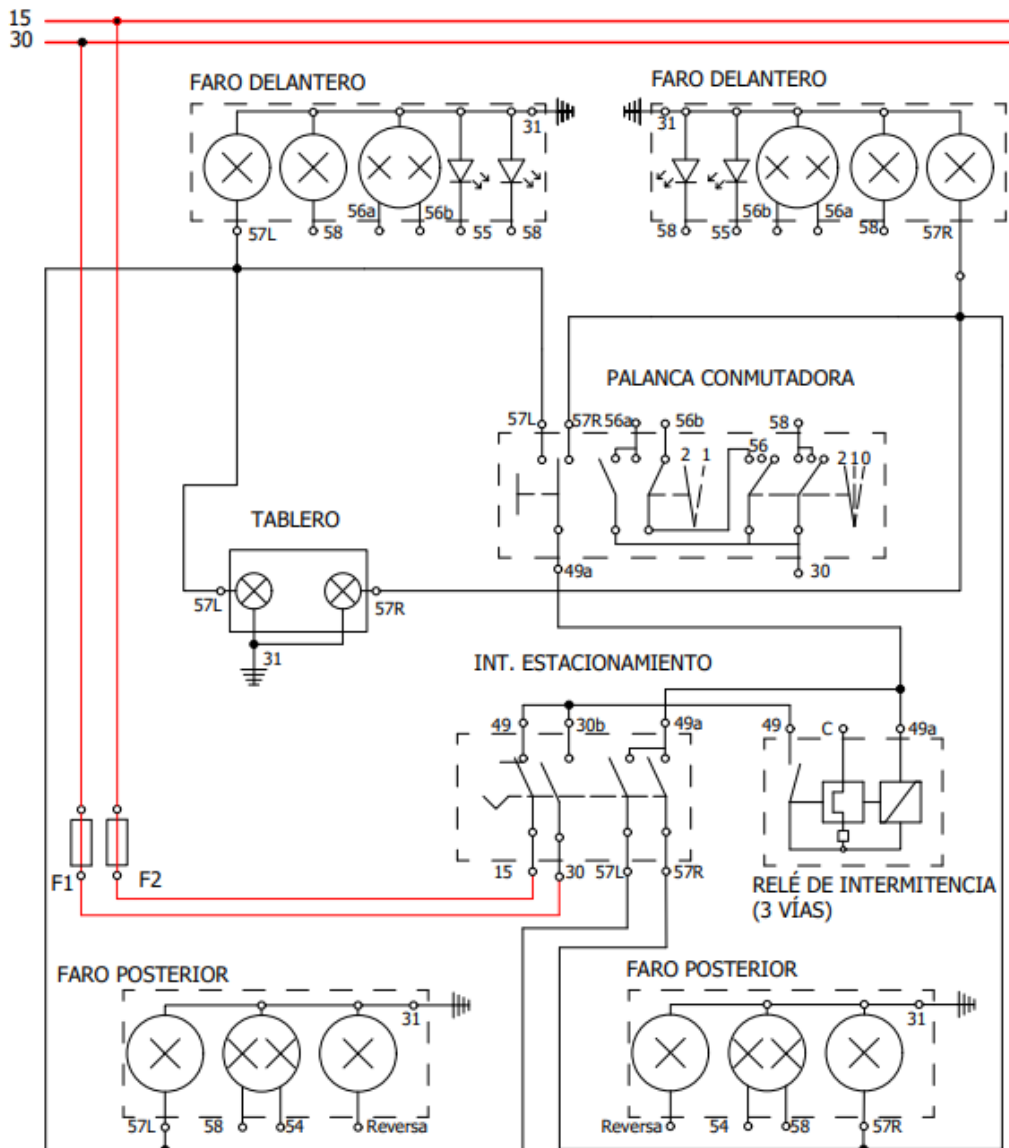 15
30
FARO DELANTERO
31
57L
58
56a
56b
55
58
FARO DELANTERO
31
58
55
56b
56a
58
57R
PALANCA CONMUTADORA
57L
57R
56a
56b
58
2 1
56
2 1 0
49a
30
TABLERO
57L
57R
31
INT. ESTACIONAMIENTO
49
30b
49a
15
30
57L
57R
49
C
49a
RELÉ DE INTERMITENCIA
(3 VÍAS)
F1
F2
FARO POSTERIOR
31
57L
58
54
Reversa
FARO POSTERIOR
31
Reversa
54
58
57R